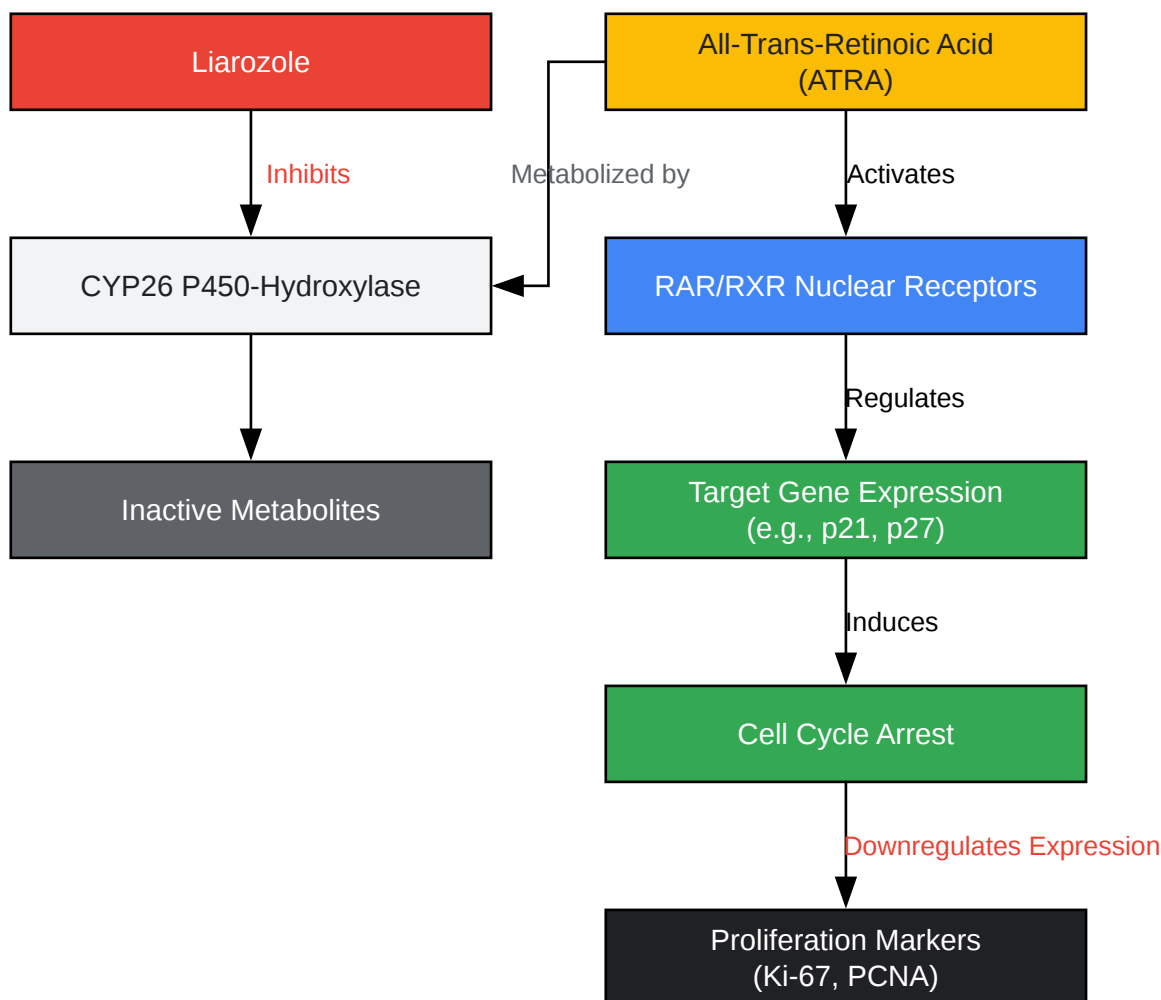 Liarozole
All-Trans-Retinoic Acid
(ATRA)
Inhibits
Metabolized by
Activates
CYP26 P450-Hydroxylase
RAR/RXR Nuclear Receptors
Regulates
Inactive Metabolites
Target Gene Expression
(e.g., p21, p27)
Induces
Cell Cycle Arrest
Downregulates Expression
Proliferation Markers
(Ki-67, PCNA)